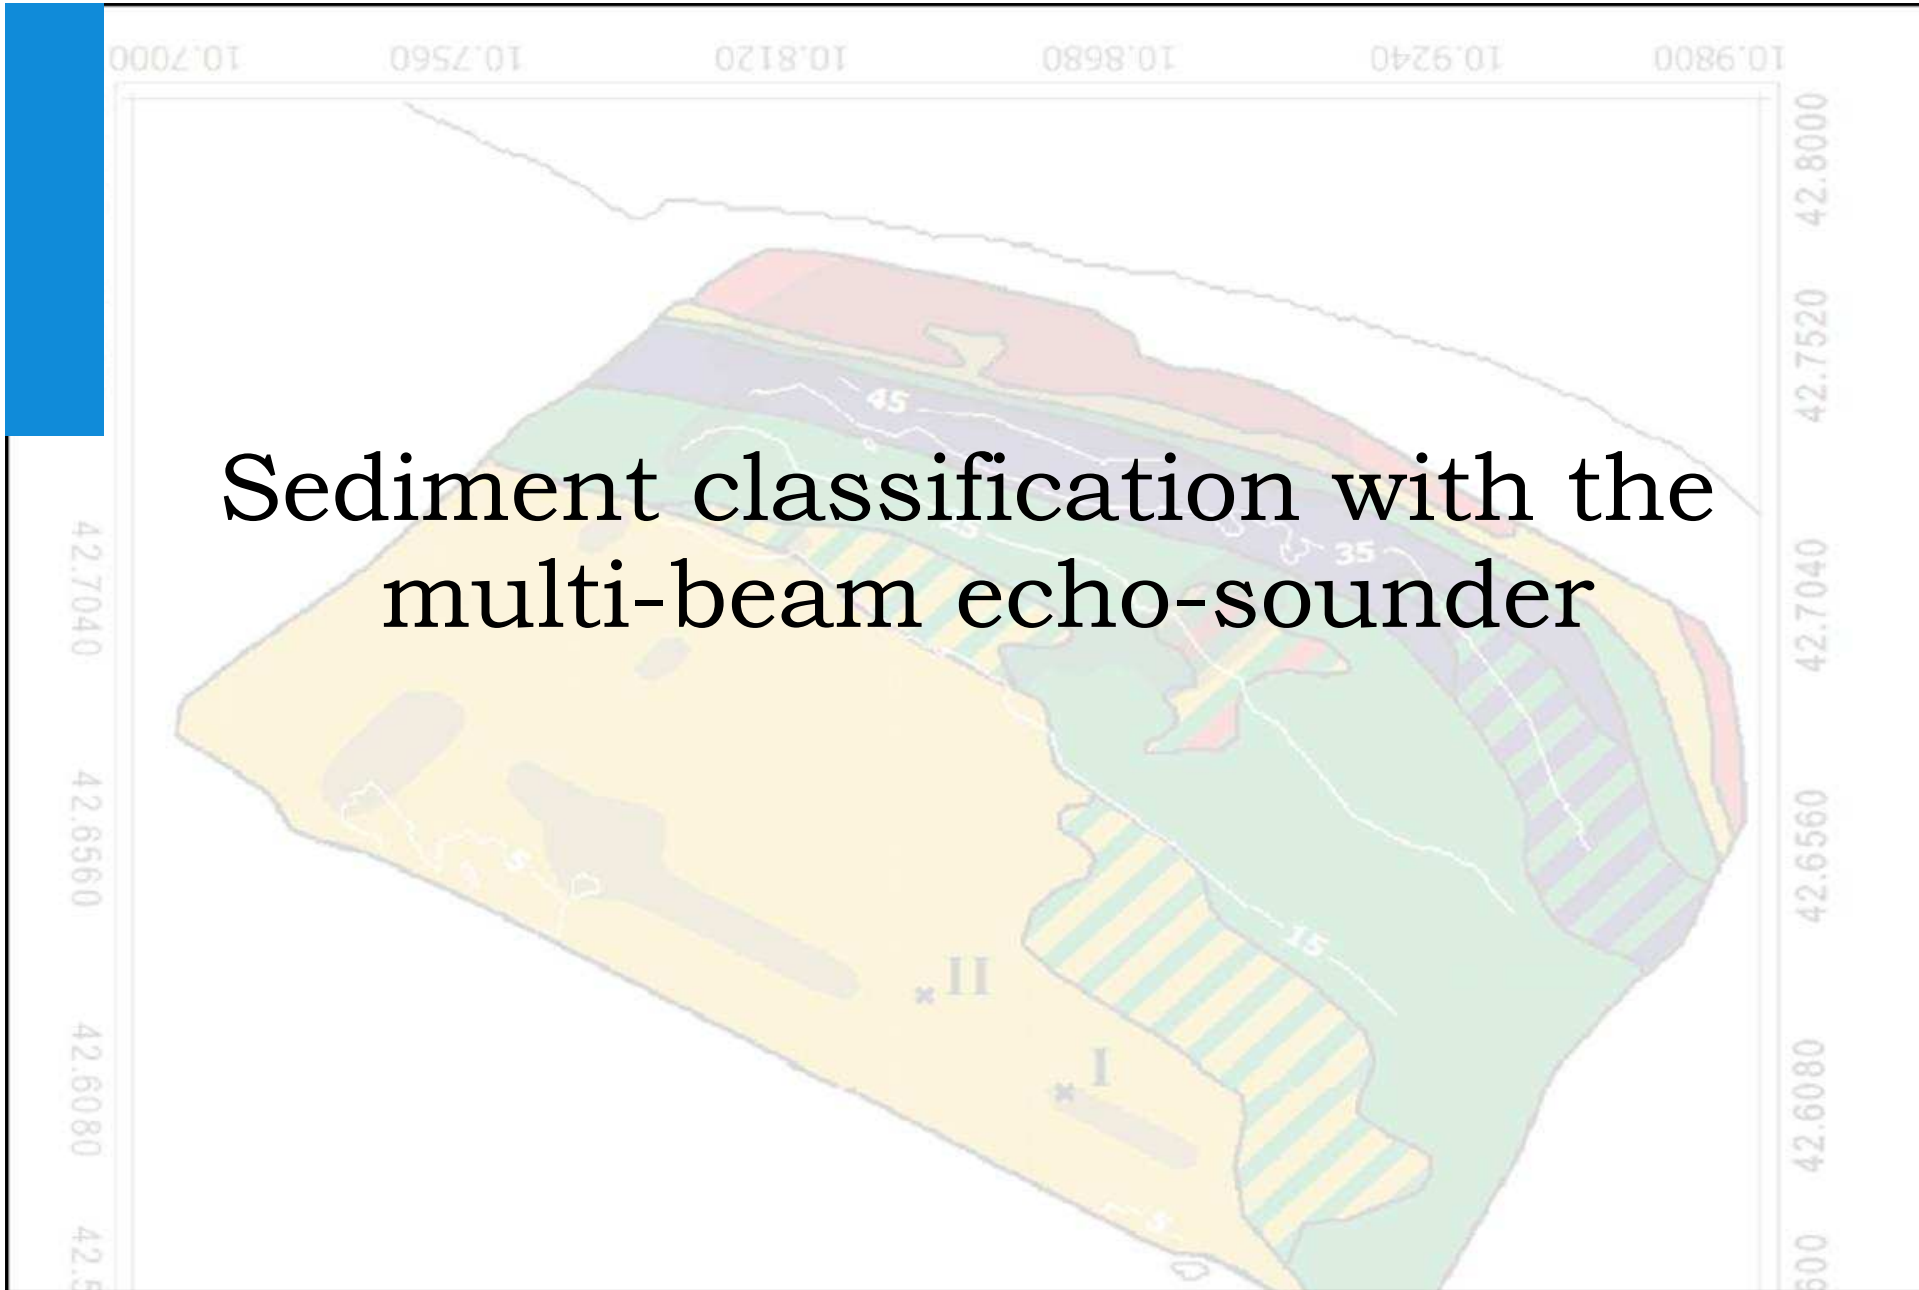 10.7000 10.7560 10.8120 10.8680 10.9240 10.9800
42.8000
42.7520
45
Sediment classification with the
35
multi-beam echo-sounder
42.7040 42.7040
42.6560 42.6560
5
15
II
I
42.6080 42.6080
5